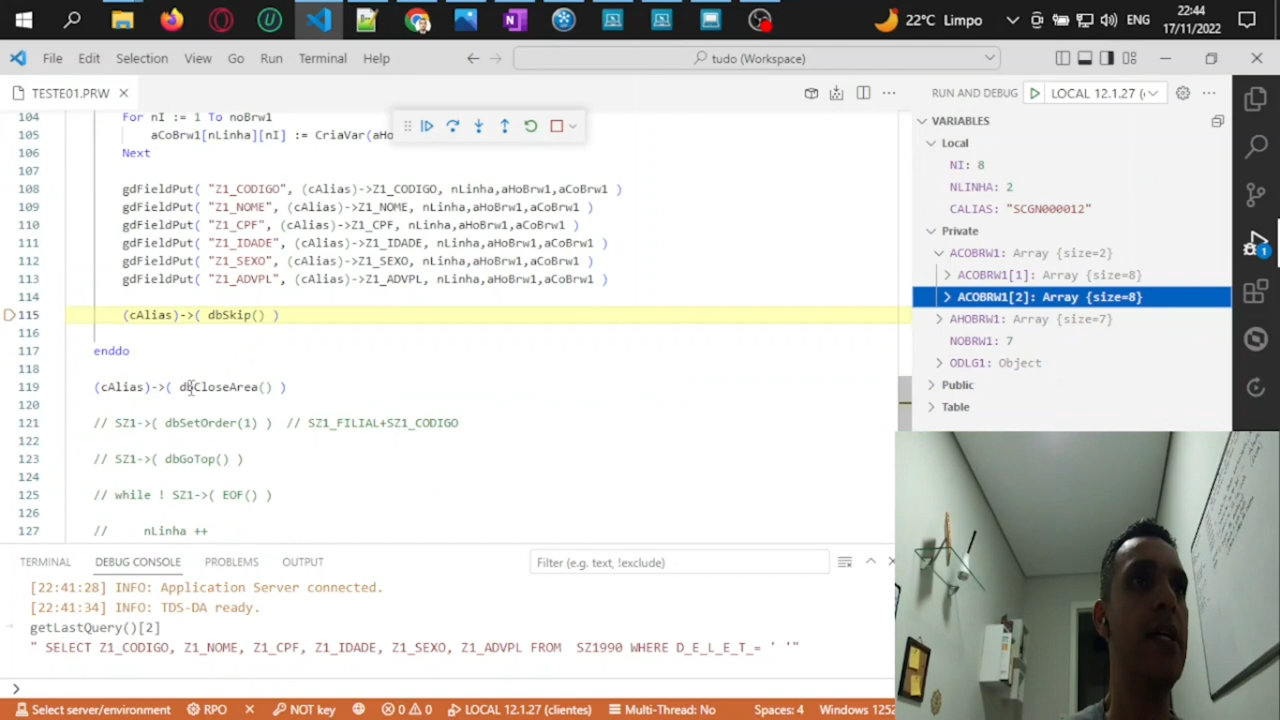 22°C Limpo
ENG
22:44
17/11/2022
File Edit Selection View Go Run Terminal Help
tudo (Workspace)
TESTE01.PRW
104 For nI := 1 To noBrw1
105 aCoBrw1[nLinha][nI] := CriaVar(aHo
106 Next
107
108 gdFieldPut( "Z1_CODIGO", (cAlias)->Z1_CODIGO, nLinha,aHoBrw1,aCoBrw1 )
109 gdFieldPut( "Z1_NOME", (cAlias)->Z1_NOME, nLinha,aHoBrw1,aCoBrw1 )
110 gdFieldPut( "Z1_CPF", (cAlias)->Z1_CPF, nLinha,aHoBrw1,aCoBrw1 )
111 gdFieldPut( "Z1_IDADE", (cAlias)->Z1_IDADE, nLinha,aHoBrw1,aCoBrw1 )
112 gdFieldPut( "Z1_SEXO", (cAlias)->Z1_SEXO, nLinha,aHoBrw1,aCoBrw1 )
113 gdFieldPut( "Z1_ADVPL", (cAlias)->Z1_ADVPL, nLinha,aHoBrw1,aCoBrw1 )
114
115 (cAlias)->( dbSkip() )
116
117 enddo
118
119 (cAlias)->( dbCloseArea() )
120
121 // SZ1->( dbSetOrder(1) ) // SZ1_FILIAL+SZ1_CODIGO
122
123 // SZ1->( dbGoTop() )
124
125 // while ! SZ1->( EOF() )
126
127 // nLinha ++
RUN AND DEBUG LOCAL 12.1.27 (
VARIABLES
Local
NI: 8
NLINHA: 2
CALIAS: "SCGN000012"
Private
ACOBRW1: Array {size=2}
ACOBRW1[1]: Array {size=8}
ACOBRW1[2]: Array {size=8}
AHOBRW1: Array {size=7}
NOBRW1: 7
ODLG1: Object
Public
Table
1
TERMINAL DEBUG CONSOLE PROBLEMS OUTPUT
Filter (e.g. text, !exclude)
[22:41:28] INFO: Application Server connected.
[22:41:34] INFO: TDS-DA ready.
getLastQuery()[2]
" SELECT Z1_CODIGO, Z1_NOME, Z1_CPF, Z1_IDADE, Z1_SEXO, Z1_ADVPL FROM  SZ1990 WHERE D_E_L_E_T_= ' '"
Select server/environment RPO NOT key 0 0 LOCAL 12.1.27 (clientes) Multi-Thread: No Spaces: 4 Windows 1252